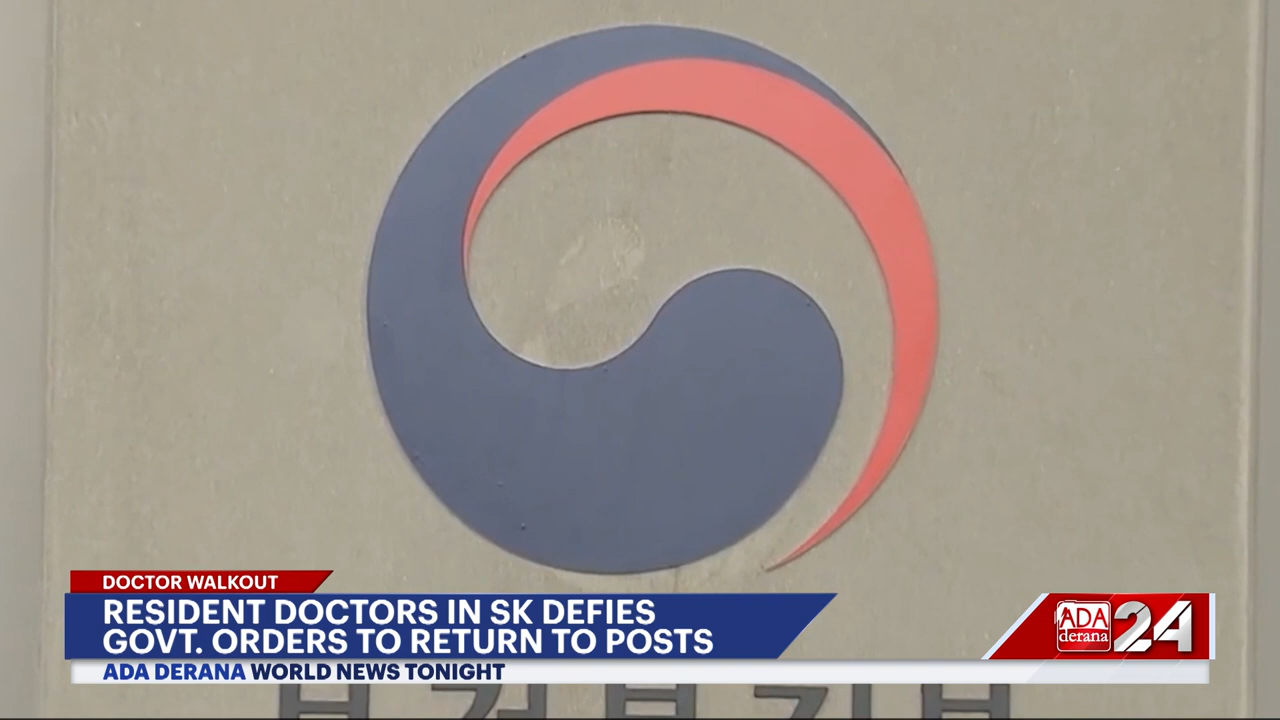 DOCTOR WALKOUT
RESIDENT DOCTORS IN SK DEFIES
GOVT. ORDERS TO RETURN TO POSTS
ADA DERANA WORLD NEWS TONIGHT
ADA
derana
24